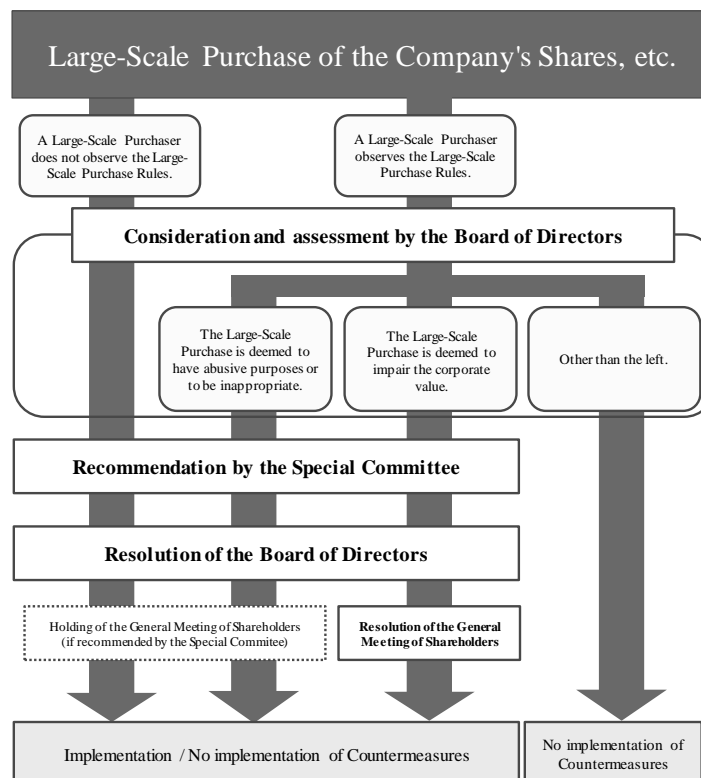 Large-Scale Purchase of the Company's Shares, etc.
A Large-Scale Purchaser
does not observe the Large-
Scale Purchase Rules.
A Large-Scale Purchaser
observes the Large-Scale
Purchase Rules.
Consideration and assessment by the Board of Directors
The Large-Scale
Purchase is deemed to
have abusive purposes or
to be inappropriate.
The Large-Scale
Purchase is deemed to
impair the corporate
value.
Other than the left.
Recommendation by the Special Committee
Resolution of the Board of Directors
Holding of the General Meeting of Shareholders
(if recommended by the Special Commitee)
Resolution of the General
Meeting of Shareholders
Implementation / No implementation of Countermeasures
No implementation of
Countermeasures